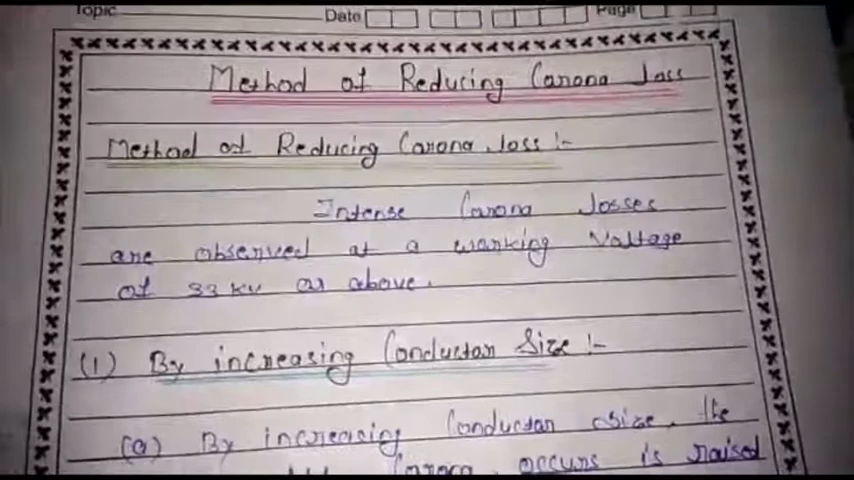 Topic Date Page
Method of Reducing Carona loss
Method of Reducing Carona loss :-
Intense Carona losses
are observed at a working Voltage
of 33 kv or above.
(1) By increasing Conductor Size :-
(a) By increasing Conductor size, the
Carona occurs is raised